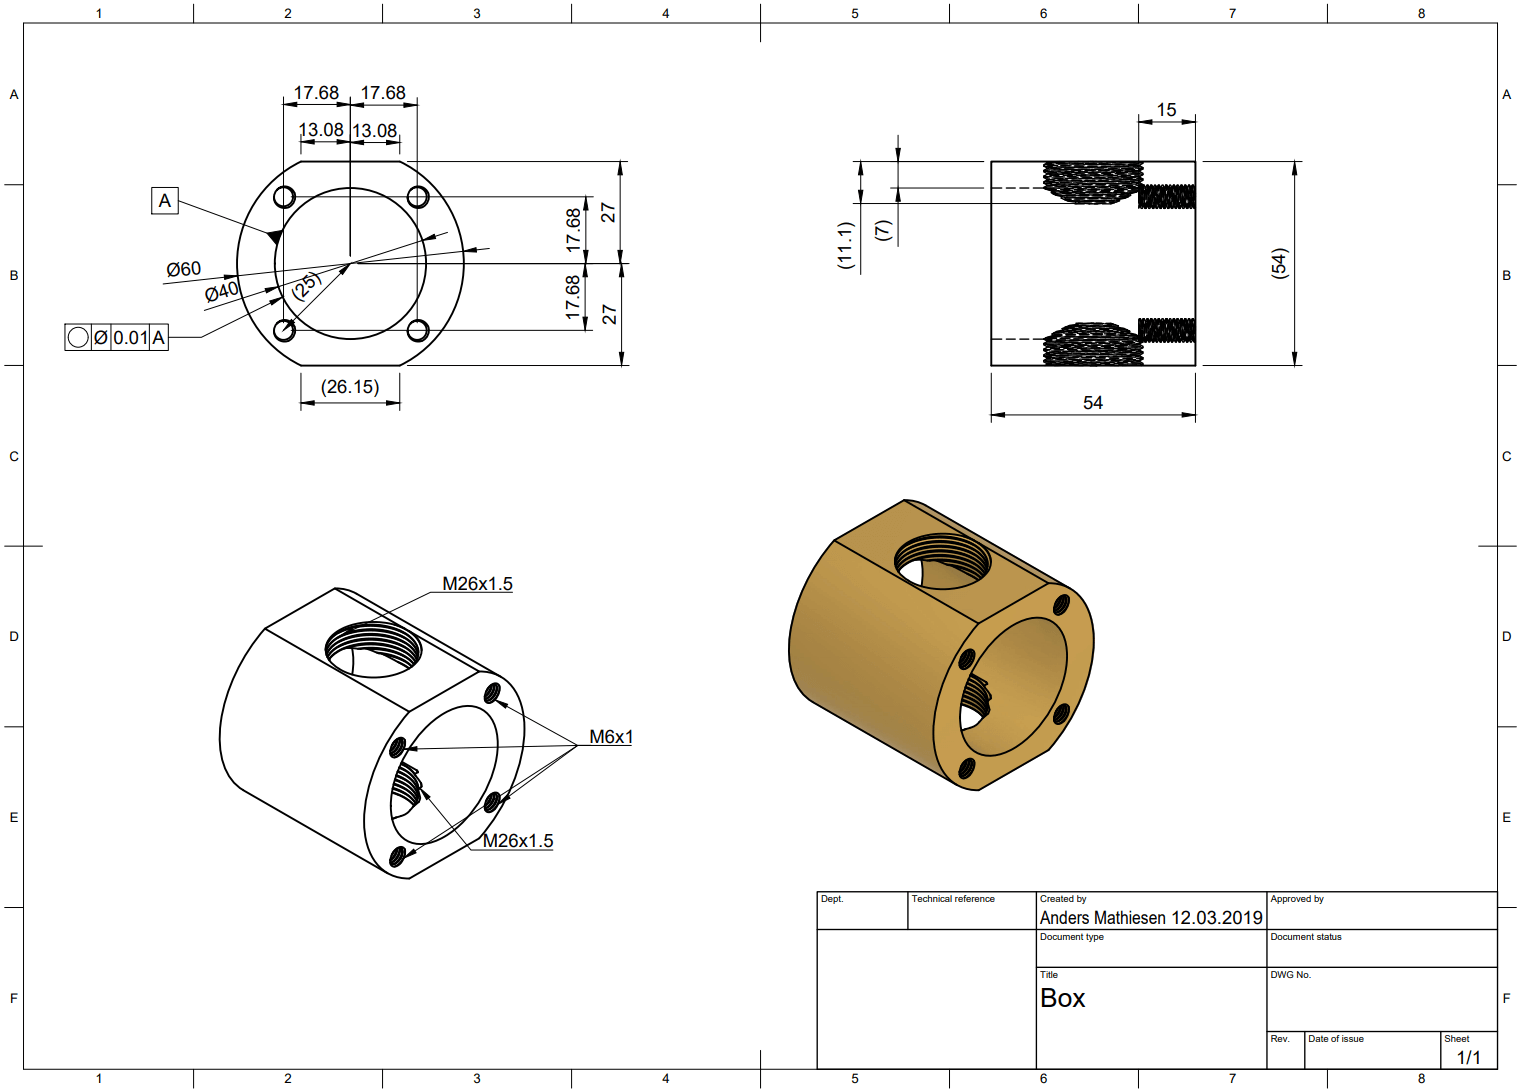 1 2 3 4 5 6 7 8
A A
B B
C C
D D
E E
F F
17.68 17.68
13.08 13.08
A
Ø60
Ø40
(25)
17.68
27
17.68
27
Ø 0.01 A
(26.15)
15
(11.1)
(7)
(54)
54
M26x1.5
M6x1
M26x1.5
Dept.
Technical reference
Created by
Anders Mathiesen 12.03.2019
Approved by
Document type
Document status
Title
Box
DWG No.
Rev.
Date of issue
Sheet
1/1
1 2 3 4 5 6 7 8